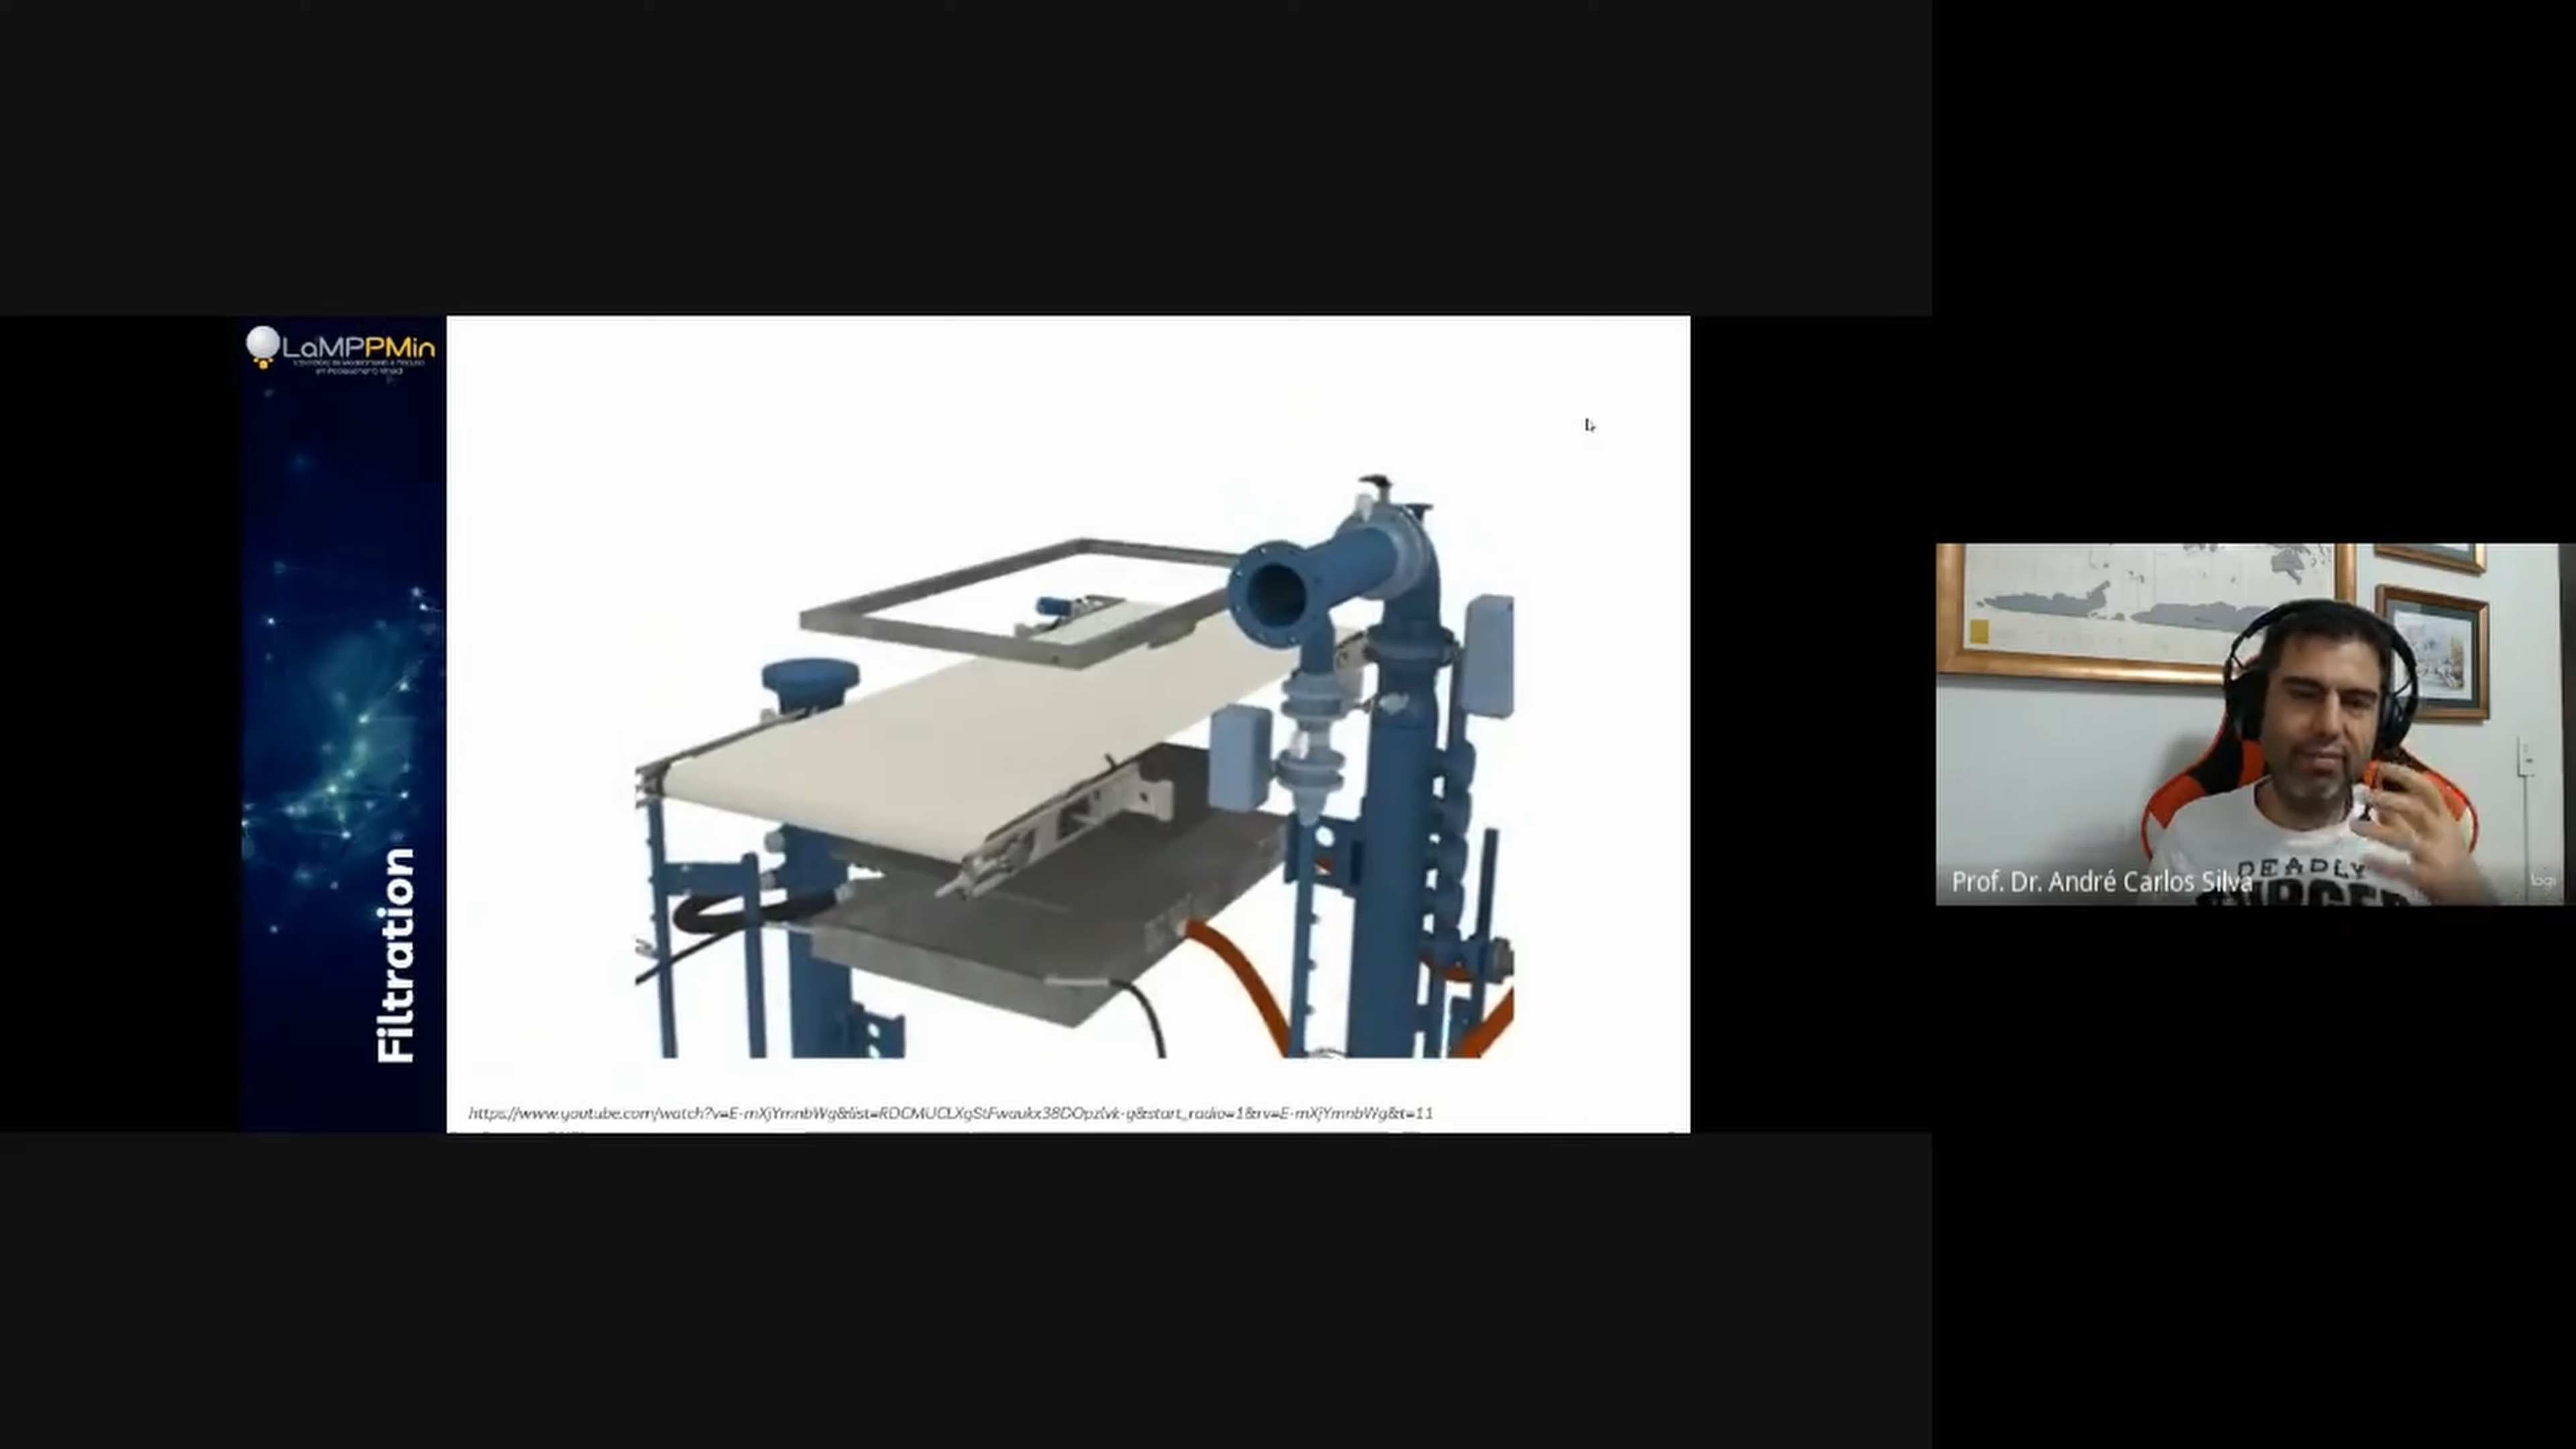 LaMPPMin
Filtration
https://www.youtube.com/watch?v=E-mXjYmnbWg&list=RDCMUCLXgStFwaukx38DOpzlvk-g&start_radio=1&rv=E-mXjYmnbWg&t=11
Prof. Dr. André Carlos Silva
DEADLY
logi